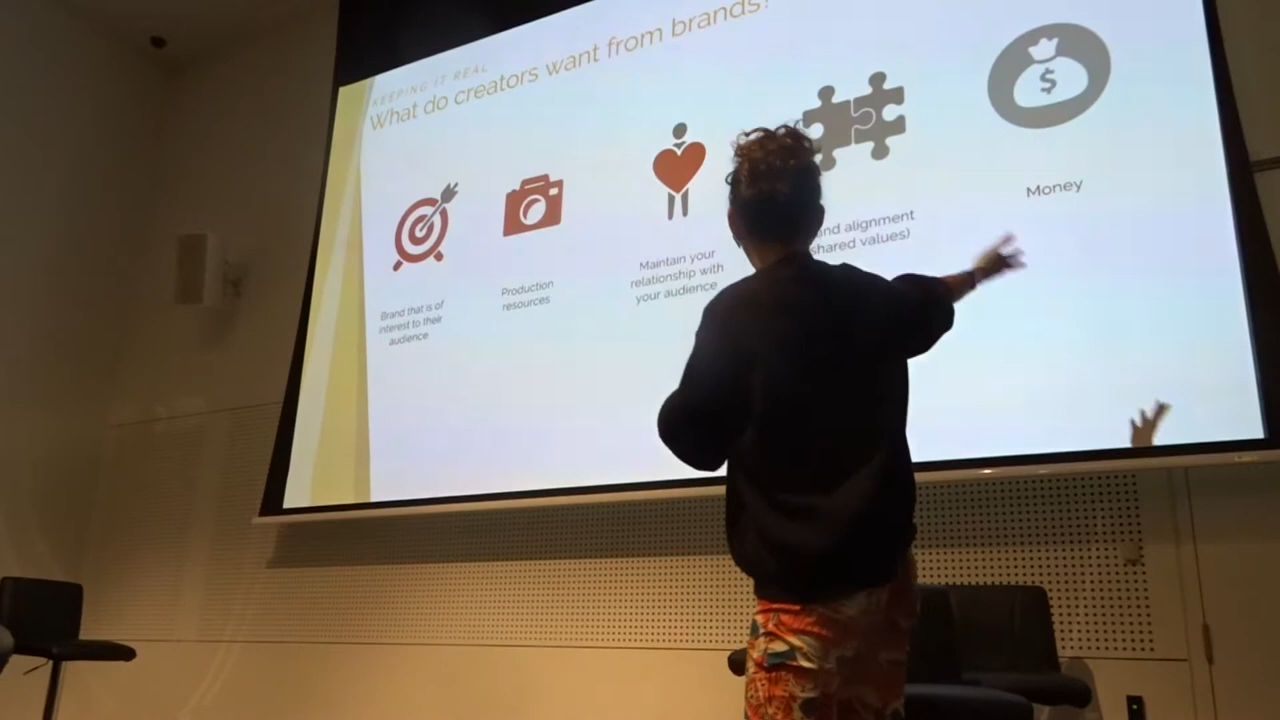 KEEPING IT REAL
What do creators want from brands?
Brand that is of
interest to their
audience
Production
resources
Maintain your
relationship with
your audience
alignment
shared values)
$
Money